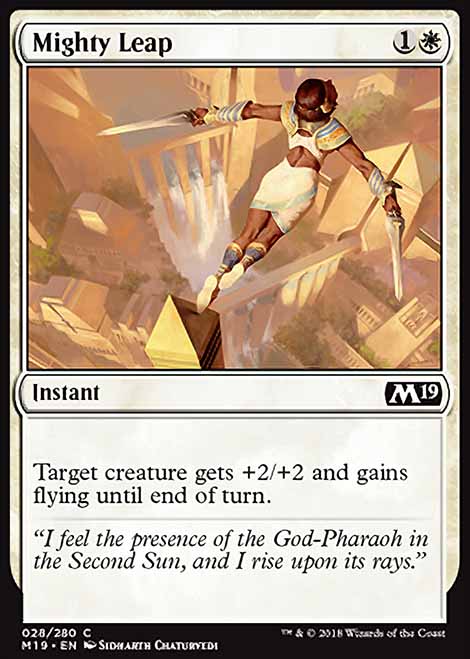 Mighty Leap 1
Instant M19
Target creature gets +2/+2 and gains
flying until end of turn.
“I feel the presence of the God-Pharaoh in
the Second Sun, and I rise upon its rays.”
028/280 C ™ & © 2018 Wizards of the Coast
M19 • EN Sidharth Chaturvedi